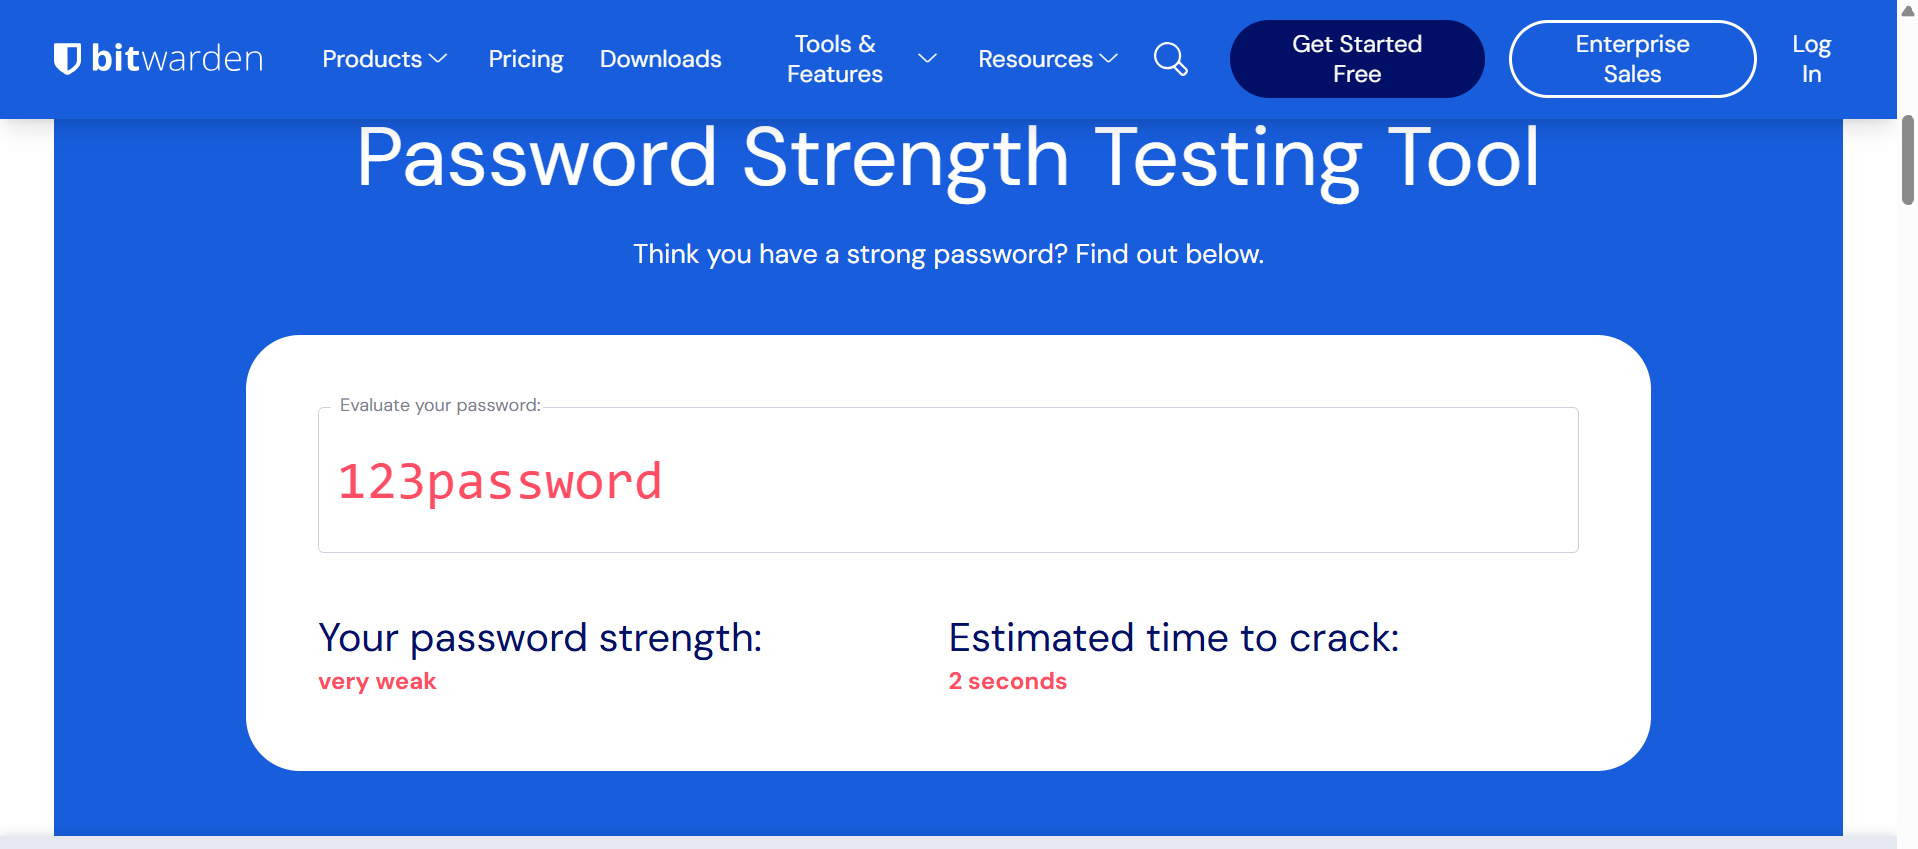 bitwarden
Products
Pricing
Downloads
Tools &
Features
Resources
Get Started
Free
Enterprise
Sales
Log
In
Password Strength Testing Tool
Think you have a strong password? Find out below.
Evaluate your password:
123password
Your password strength:
very weak
Estimated time to crack:
2 seconds